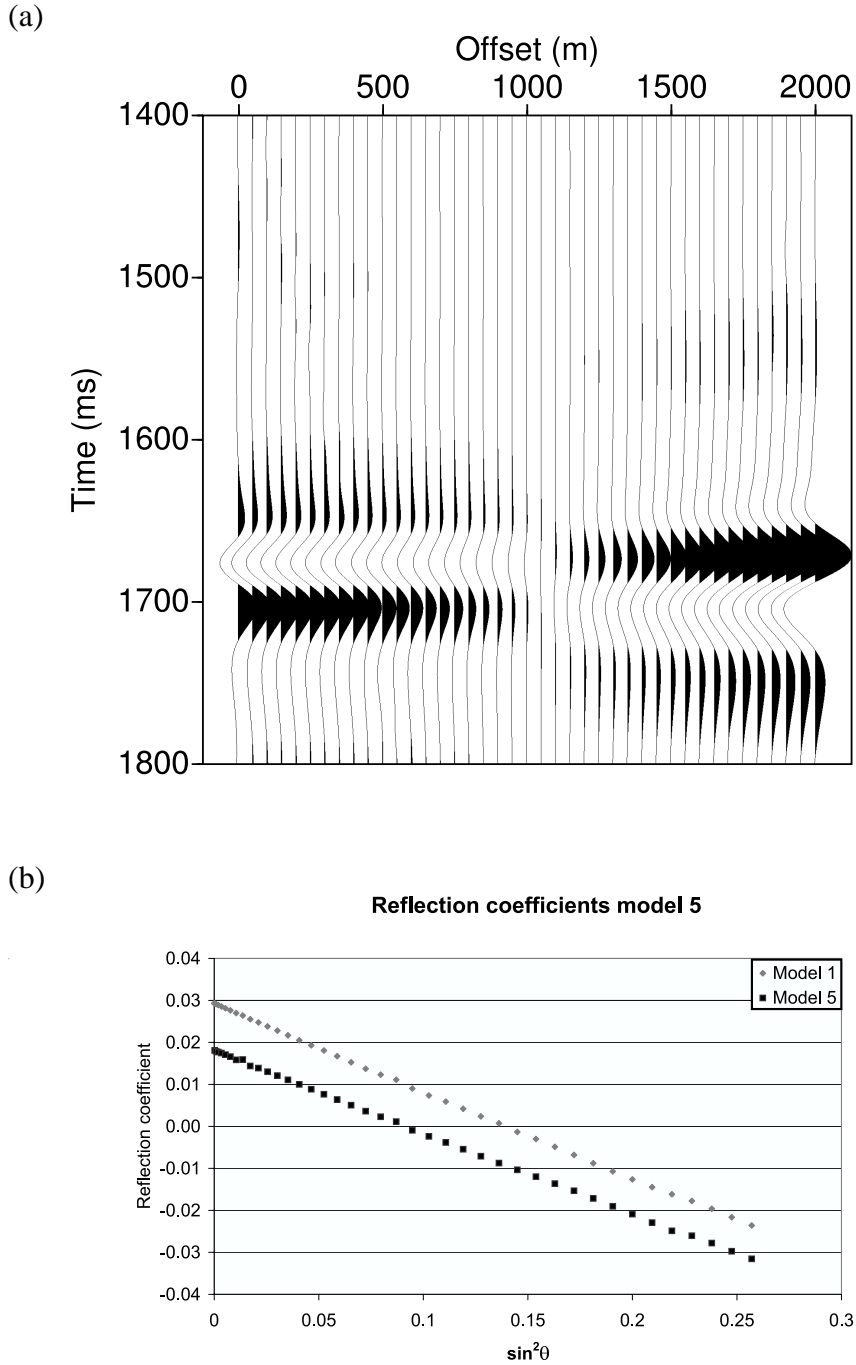 (a)
Offset (m)
0 500 1000 1500 2000
1400
1500
1600
1700
1800
Time (ms)
(b)
Reflection coefficients model 5
0.04
0.03
0.02
0.01
0.00
-0.01
-0.02
-0.03
-0.04
Reflection coefficient
Model 1
Model 5
0 0.05 0.1 0.15 0.2 0.25 0.3
sin²θ